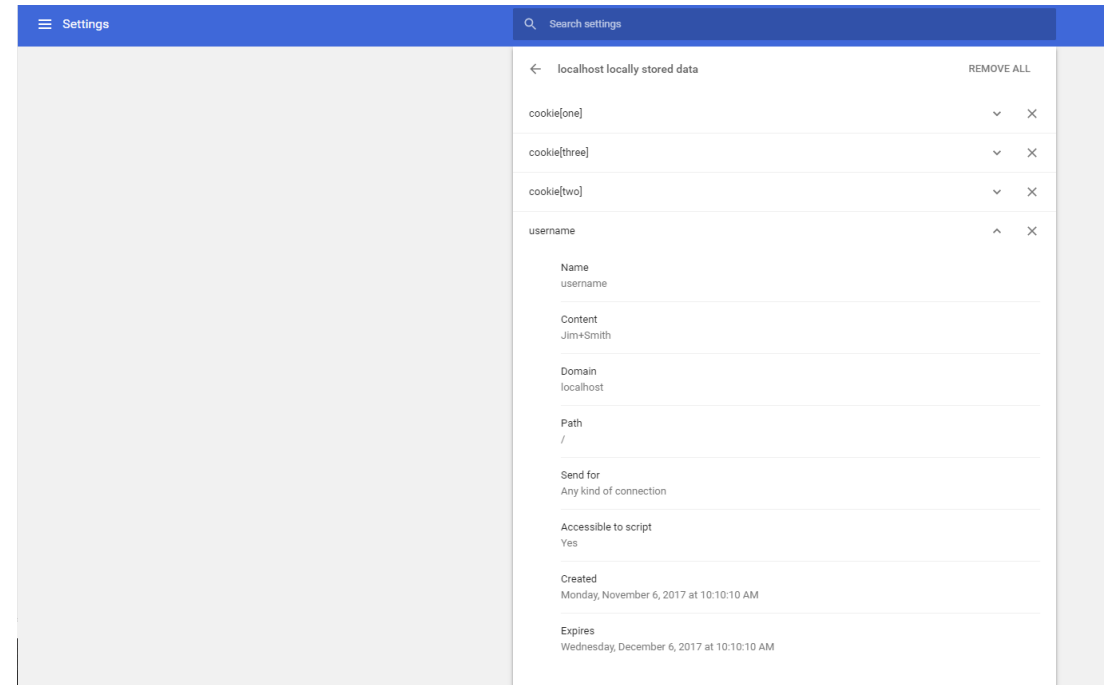 Settings
Search settings
localhost locally stored data
REMOVE ALL
cookie[one]
cookie[three]
cookie[two]
username
Name
username
Content
Jim+Smith
Domain
localhost
Path
/
Send for
Any kind of connection
Accessible to script
Yes
Created
Monday, November 6, 2017 at 10:10:10 AM
Expires
Wednesday, December 6, 2017 at 10:10:10 AM